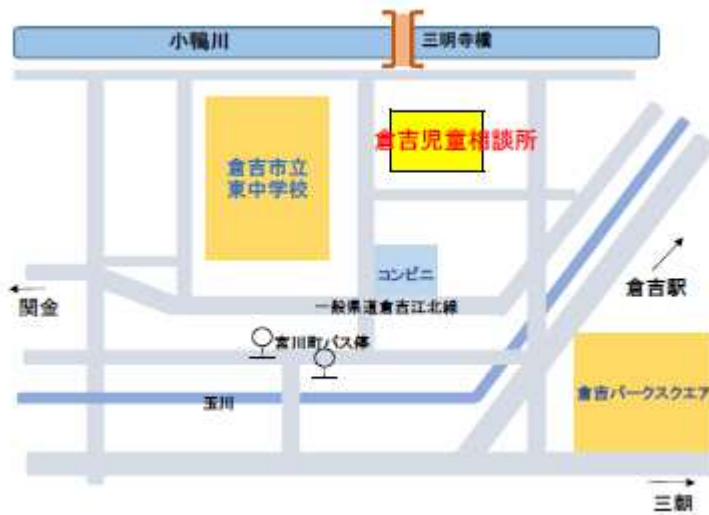 小鴨川
三明寺橋
倉吉児童相談所
倉吉市立
東中学校
コンビニ
倉吉駅
関金
一般県道倉吉江北線
宮川町バス停
倉吉パークスクエア
玉川
三朝